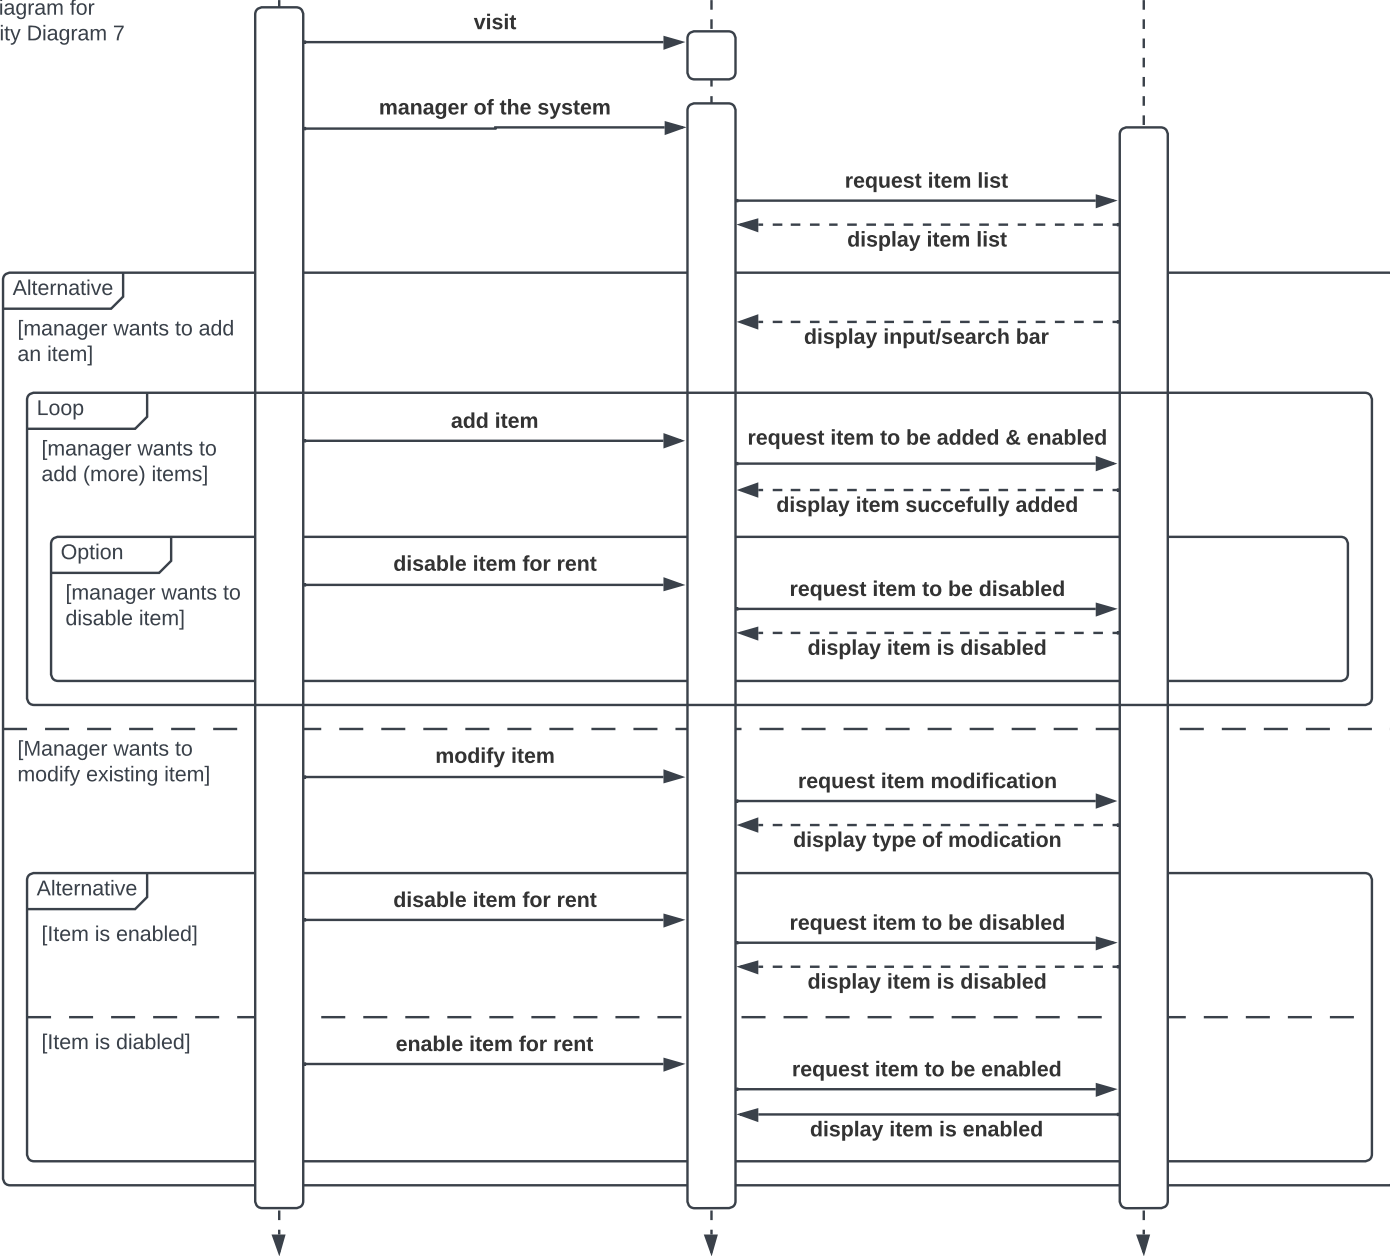 iagram for
ity Diagram 7
visit
manager of the system
request item list
display item list
Alternative
[manager wants to add
an item]
display input/search bar
Loop
[manager wants to
add (more) items]
add item
request item to be added & enabled
display item succefully added
Option
[manager wants to
disable item]
disable item for rent
request item to be disabled
display item is disabled
[Manager wants to
modify existing item]
modify item
request item modification
display type of modication
Alternative
[Item is enabled]
disable item for rent
request item to be disabled
display item is disabled
[Item is diabled]
enable item for rent
request item to be enabled
display item is enabled